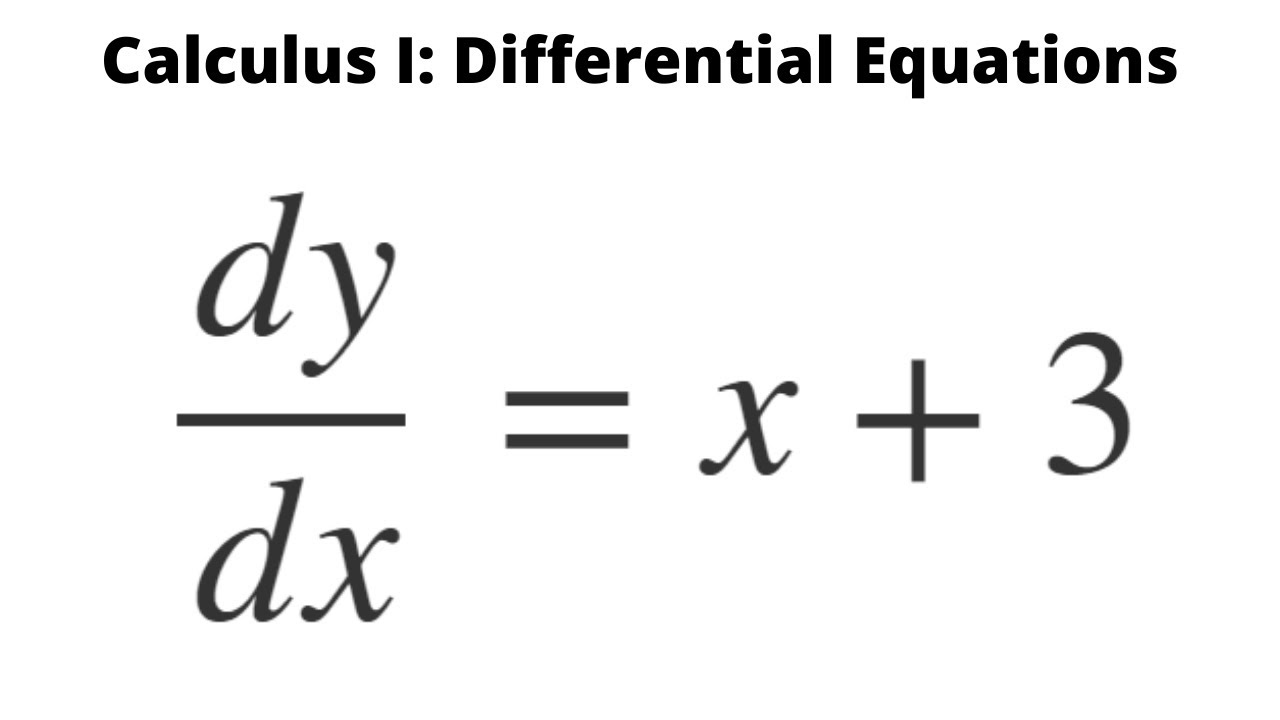 Calculus I: Differential Equations
dy
dx
= x + 3